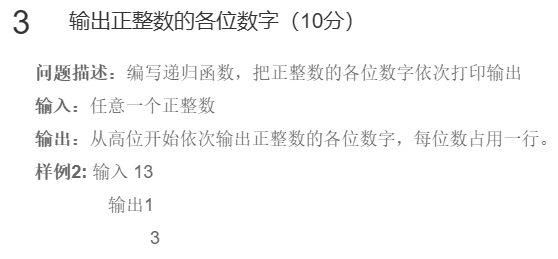 3 输出正整数的各位数字（10分）
问题描述：编写递归函数，把正整数的各位数字依次打印输出
输入：任意一个正整数
输出：从高位开始依次输出正整数的各位数字，每位数占用一行。
样例2: 输入 13
输出1
3